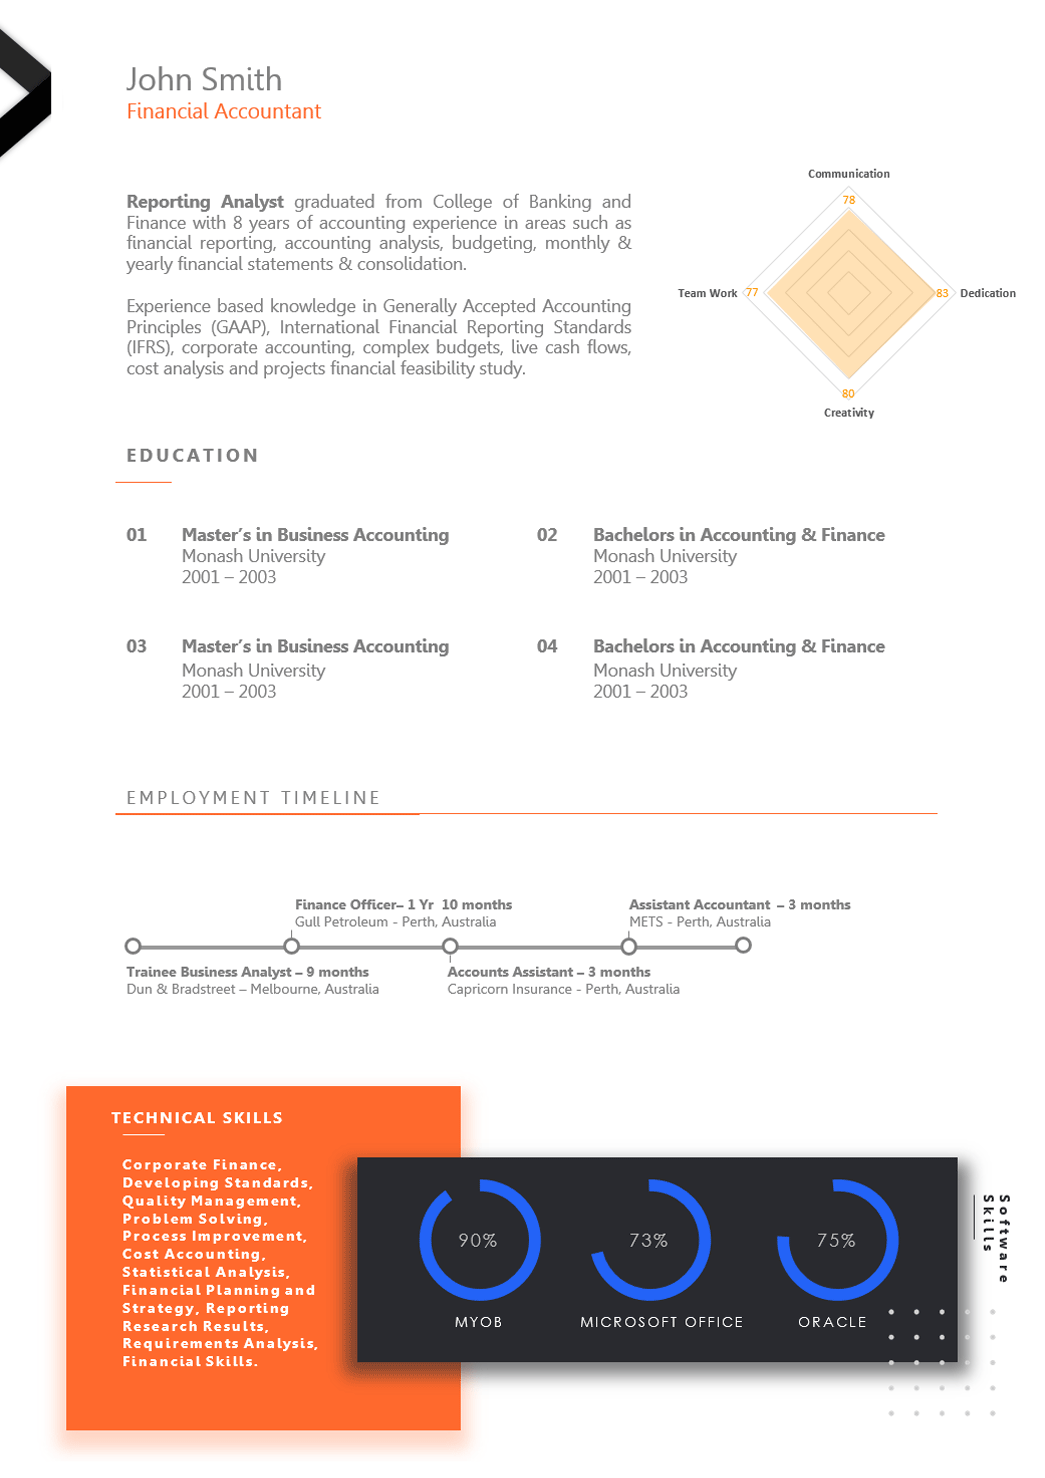 John Smith
Financial Accountant
Communication
78
Team Work 77
83 Dedication
80
Creativity
Reporting Analyst graduated from College of Banking and
Finance with 8 years of accounting experience in areas such as
financial reporting, accounting analysis, budgeting, monthly &
yearly financial statements & consolidation.
Experience based knowledge in Generally Accepted Accounting
Principles (GAAP), International Financial Reporting Standards
(IFRS), corporate accounting, complex budgets, live cash flows,
cost analysis and projects financial feasibility study.
EDUCATION
01 Master’s in Business Accounting
Monash University
2001 – 2003
02 Bachelors in Accounting & Finance
Monash University
2001 – 2003
03 Master’s in Business Accounting
Monash University
2001 – 2003
04 Bachelors in Accounting & Finance
Monash University
2001 – 2003
EMPLOYMENT TIMELINE
Finance Officer– 1 Yr 10 months
Gull Petroleum - Perth, Australia
Assistant Accountant – 3 months
METS - Perth, Australia
Trainee Business Analyst – 9 months
Dun & Bradstreet – Melbourne, Australia
Accounts Assistant – 3 months
Capricorn Insurance - Perth, Australia
TECHNICAL SKILLS
Corporate Finance,
Developing Standards,
Quality Management,
Problem Solving,
Process Improvement,
Cost Accounting,
Statistical Analysis,
Financial Planning and
Strategy, Reporting
Research Results,
Requirements Analysis,
Financial Skills.
90%
MYOB
73%
MICROSOFT OFFICE
75%
ORACLE
Software
Skills